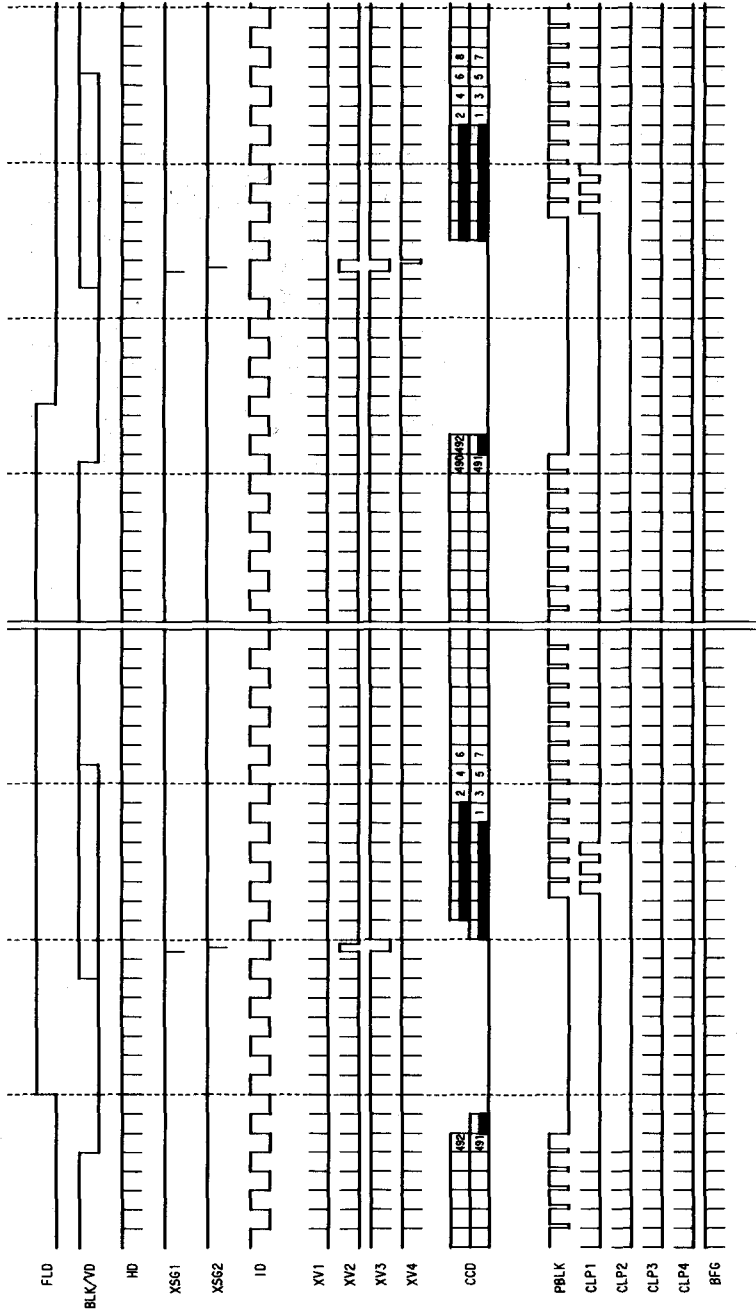 FLD
BLK/VD
HD
XSG1
XSG2
ID
XV1
XV2
XV3
XV4
CCD
492 2 4 6 490 492 2 4 6 8
491 1 3 5 7 491 1 3 5 7
PBLK
CLP1
CLP2
CLP3
CLP4
BFG